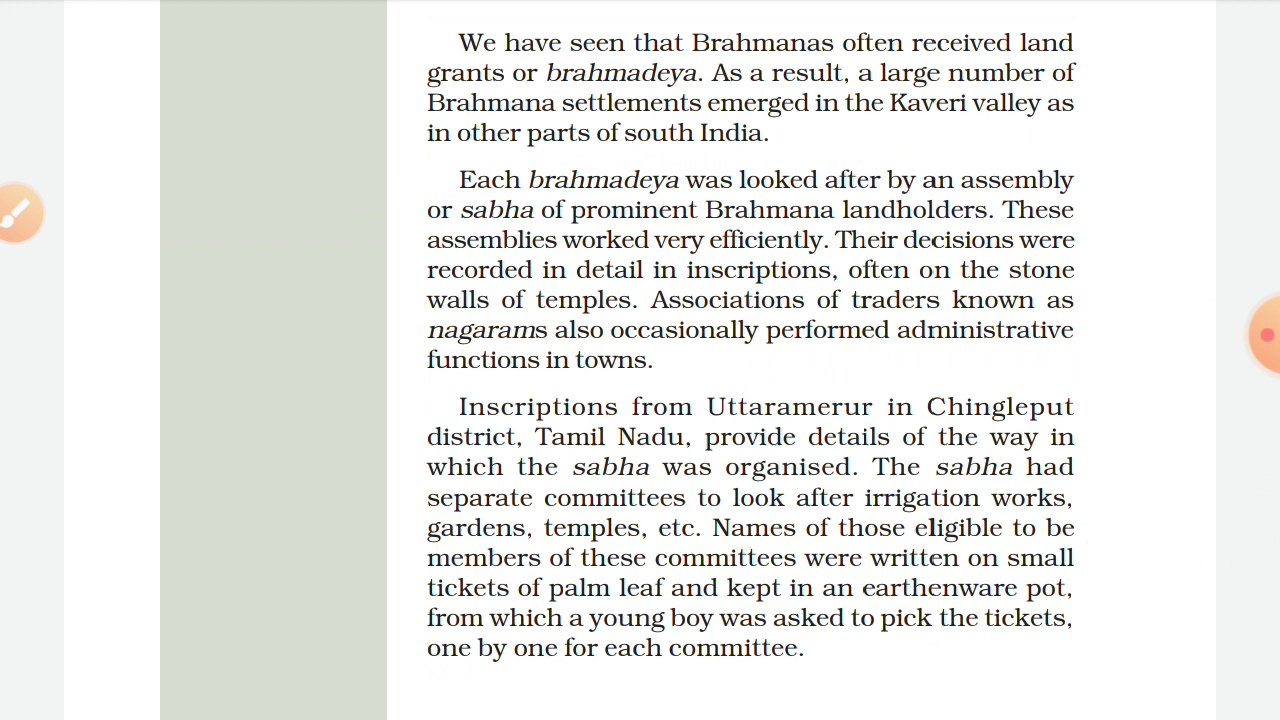 We have seen that Brahmanas often received land
grants or brahmadeya. As a result, a large number of
Brahmana settlements emerged in the Kaveri valley as
in other parts of south India.
Each brahmadeya was looked after by an assembly
or sabha of prominent Brahmana landholders. These
assemblies worked very efficiently. Their decisions were
recorded in detail in inscriptions, often on the stone
walls of temples. Associations of traders known as
nagarams also occasionally performed administrative
functions in towns.
Inscriptions from Uttaramerur in Chingleput
district, Tamil Nadu, provide details of the way in
which the sabha was organised. The sabha had
separate committees to look after irrigation works,
gardens, temples, etc. Names of those eligible to be
members of these committees were written on small
tickets of palm leaf and kept in an earthenware pot,
from which a young boy was asked to pick the tickets,
one by one for each committee.